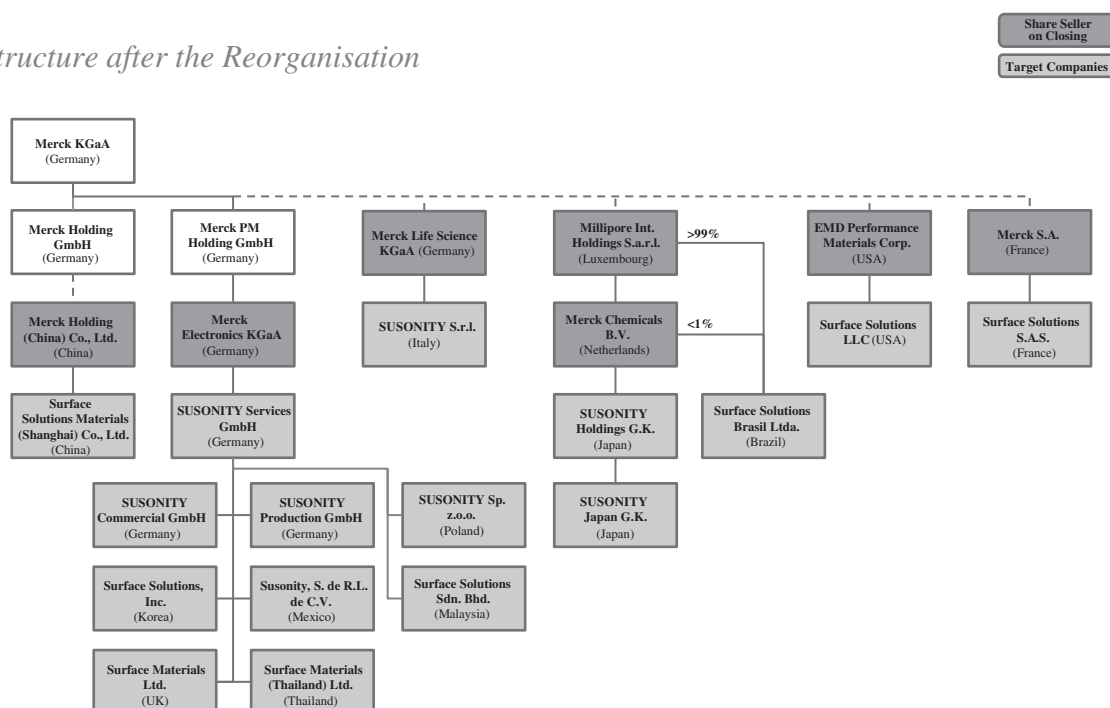 Share Seller
on Closing
tructure after the Reorganisation
Target Companies
Merck KGaA
(Germany)
Merck Holding
GmbH
(Germany)
Merck PM
Holding GmbH
(Germany)
Merck Life Science
KGaA (Germany)
Millipore Int.
Holdings S.a.r.l.
(Luxembourg)
>99%
EMD Performance
Materials Corp.
(USA)
Merck S.A.
(France)
Merck Holding
(China) Co., Ltd.
(China)
Merck
Electronics KGaA
(Germany)
SUSONITY S.r.l.
(Italy)
Merck Chemicals
B.V.
(Netherlands)
<1%
Surface Solutions
LLC (USA)
Surface Solutions
S.A.S.
(France)
Surface
Solutions Materials
(Shanghai) Co., Ltd.
(China)
SUSONITY Services
GmbH
(Germany)
SUSONITY
Holdings G.K.
(Japan)
Surface Solutions
Brasil Ltda.
(Brazil)
SUSONITY
Commercial GmbH
(Germany)
SUSONITY
Production GmbH
(Germany)
SUSONITY Sp.
z.o.o.
(Poland)
SUSONITY
Japan G.K.
(Japan)
Surface Solutions,
Inc.
(Korea)
Susonity, S. de R.L.
de C.V.
(Mexico)
Surface Solutions
Sdn. Bhd.
(Malaysia)
Surface Materials
Ltd.
(UK)
Surface Materials
(Thailand) Ltd.
(Thailand)